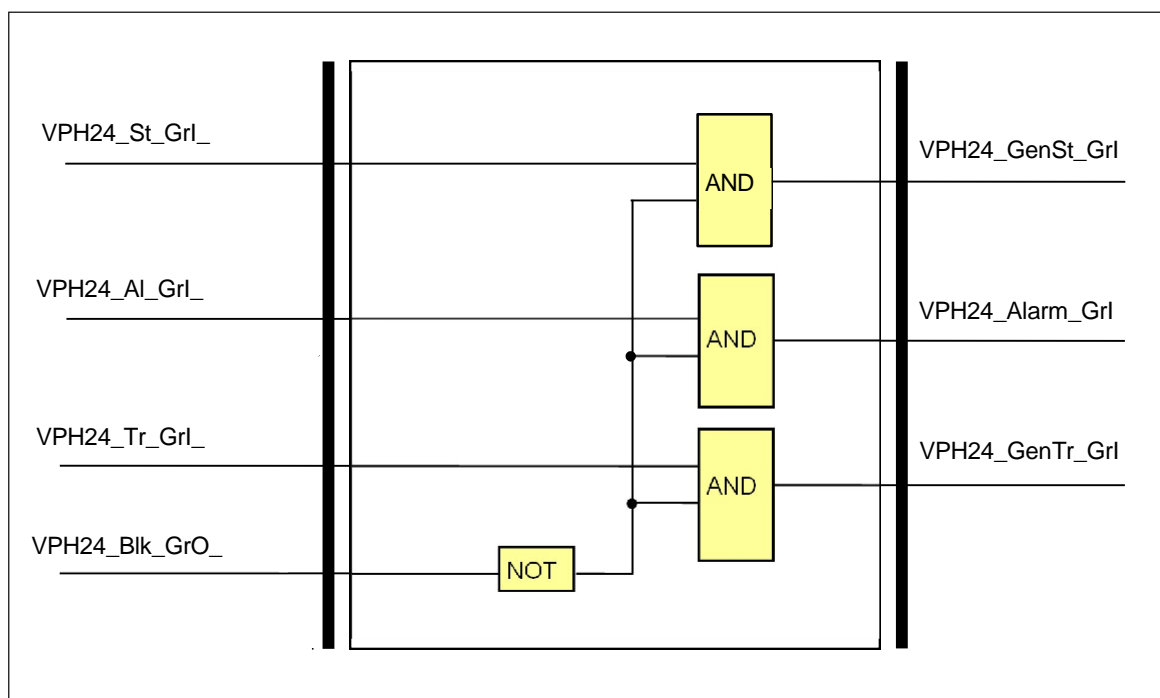 VPH24_St_GrI_
VPH24_GenSt_GrI
AND
VPH24_Al_GrI_
VPH24_Alarm_GrI
AND
VPH24_Tr_GrI_
VPH24_GenTr_GrI
AND
VPH24_Blk_GrO_
NOT